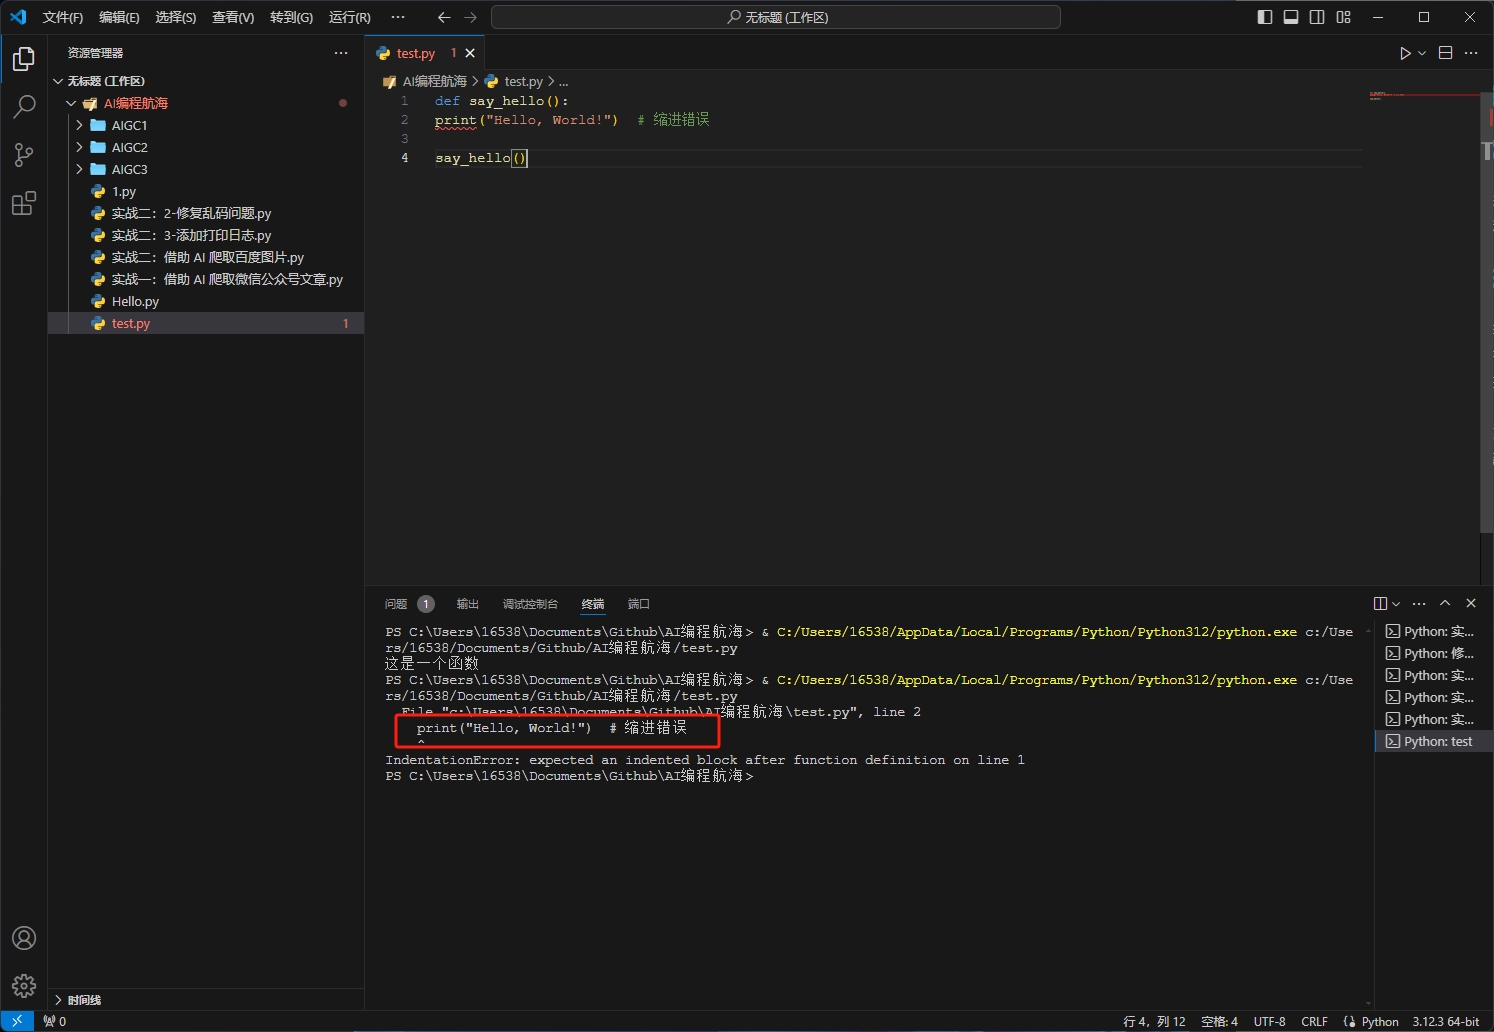 文件(F) 编辑(E) 选择(S) 查看(V) 转到(G) 运行(R) ··· 无标题 (工作区)
资源管理器 ···
无标题 (工作区)
AI编程航海
AIGC1
AIGC2
AIGC3
1.py
实战二：2-修复乱码问题.py
实战二：3-添加打印日志.py
实战二：借助 AI 爬取百度图片.py
实战一：借助 AI 爬取微信公众号文章.py
Hello.py
test.py 1
时间线
test.py 1
AI编程航海 > test.py > ...
1 def say_hello():
2 print("Hello, World!")  # 缩进错误
3
4 say_hello()
问题 1 输出 调试控制台 终端 端口
PS C:\Users\16538\Documents\Github\AI编程航海> & C:/Users/16538/AppData/Local/Programs/Python/Python312/python.exe c:/Use
rs/16538/Documents/Github/AI编程航海/test.py
这是一个函数
PS C:\Users\16538\Documents\Github\AI编程航海> & C:/Users/16538/AppData/Local/Programs/Python/Python312/python.exe c:/Use
rs/16538/Documents/Github/AI编程航海/test.py
File "c:\Users\16538\Documents\Github\AI编程航海\test.py", line 2
print("Hello, World!")  # 缩进错误
^
IndentationError: expected an indented block after function definition on line 1
PS C:\Users\16538\Documents\Github\AI编程航海>
Python: 实...
Python: 修...
Python: 实...
Python: 实...
Python: 实...
Python: test
0 行 4，列 12 空格: 4 UTF-8 CRLF Python 3.12.3 64-bit